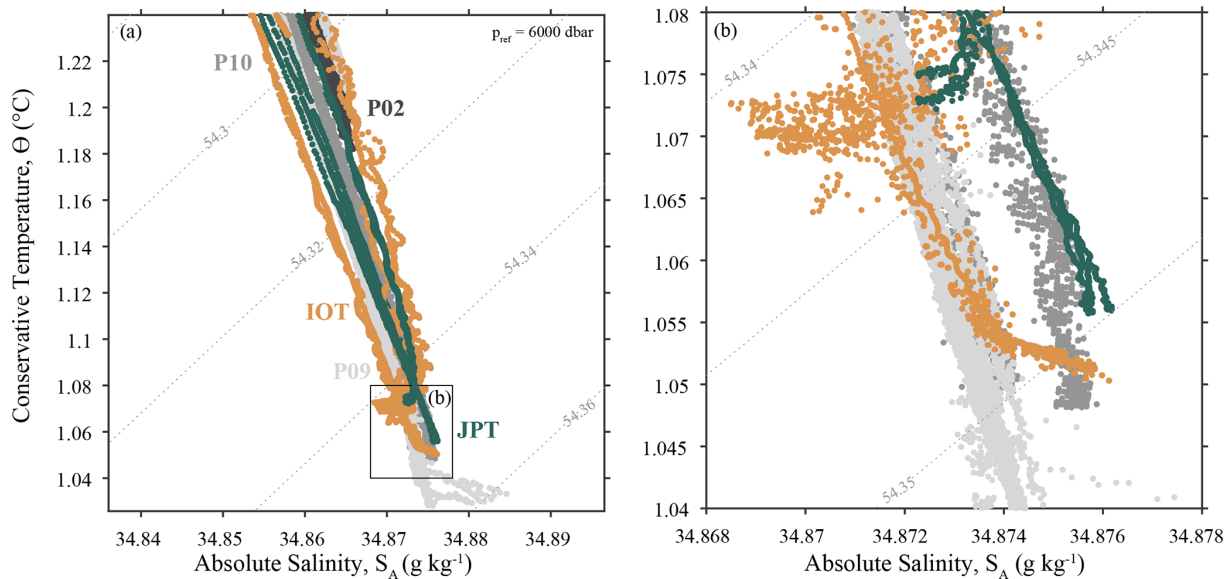 (a)
p_ref = 6000 dbar
P10
P02
54.3
54.32
54.34
IOT
P09
(b)
JPT
54.36
1.22
1.2
1.18
1.16
1.14
1.12
1.1
1.08
1.06
1.04
Conservative Temperature, Θ (°C)
34.84 34.85 34.86 34.87 34.88 34.89
Absolute Salinity, S_A (g kg⁻¹)
(b)
54.34
54.345
54.35
1.08
1.075
1.07
1.065
1.06
1.055
1.05
1.045
1.04
34.868 34.87 34.872 34.874 34.876 34.878
Absolute Salinity, S_A (g kg⁻¹)